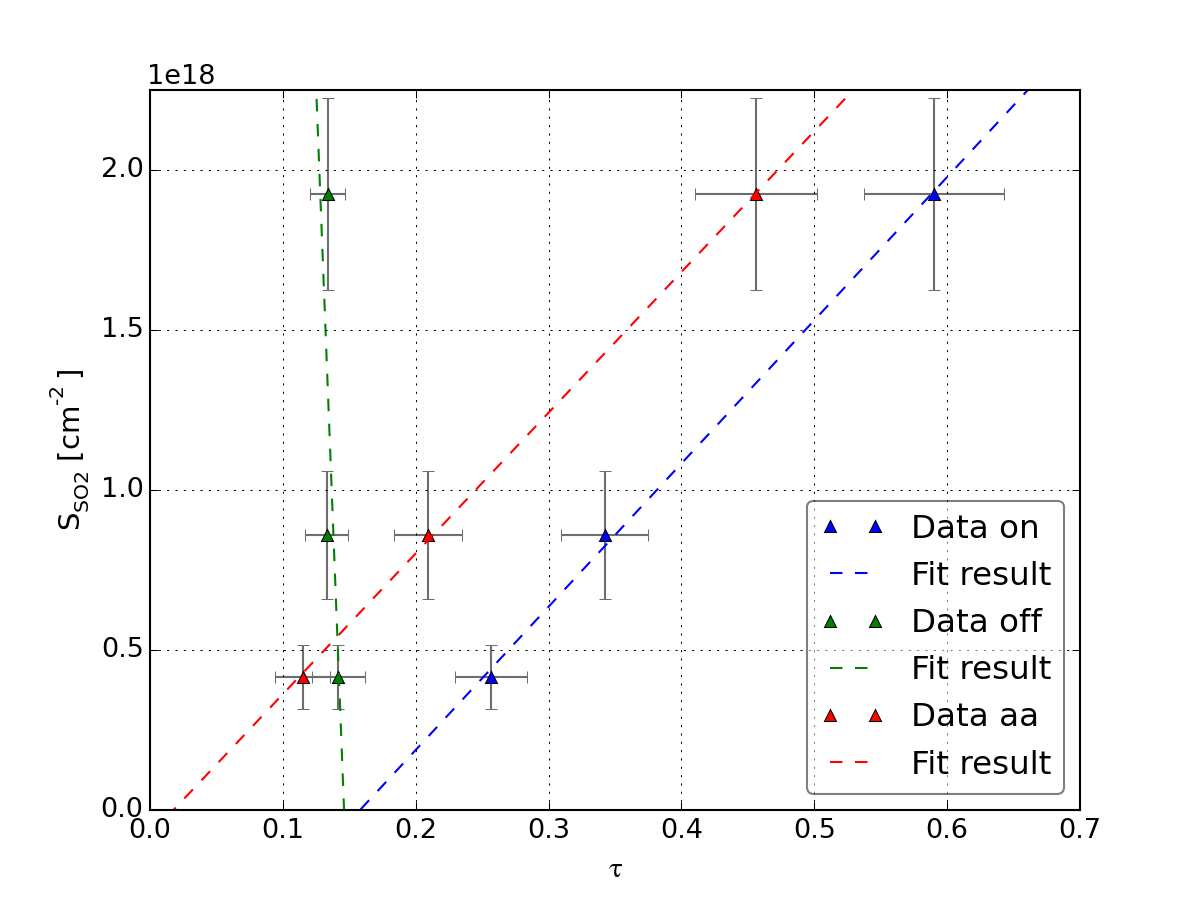 1e18
2.0
1.5
1.0
0.5
0.0
S_SO2 [cm^-2 ]
0.0 0.1 0.2 0.3 0.4 0.5 0.6 0.7
τ
Data on
Fit result
Data off
Fit result
Data aa
Fit result